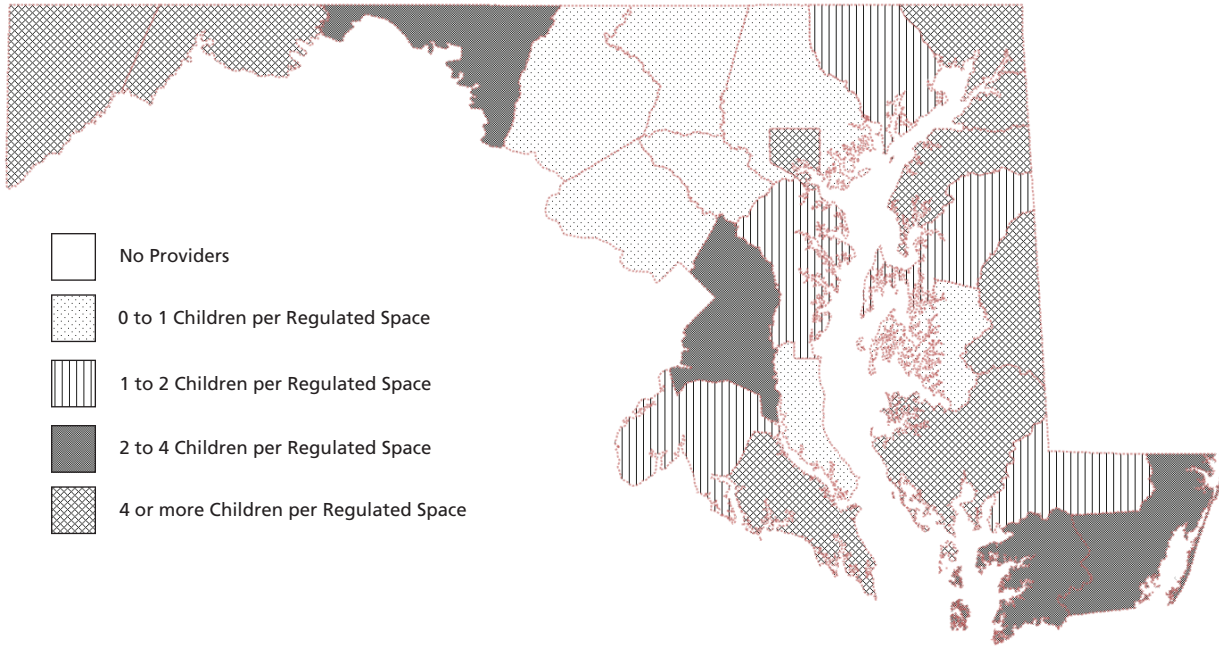 No Providers
0 to 1 Children per Regulated Space
1 to 2 Children per Regulated Space
2 to 4 Children per Regulated Space
4 or more Children per Regulated Space